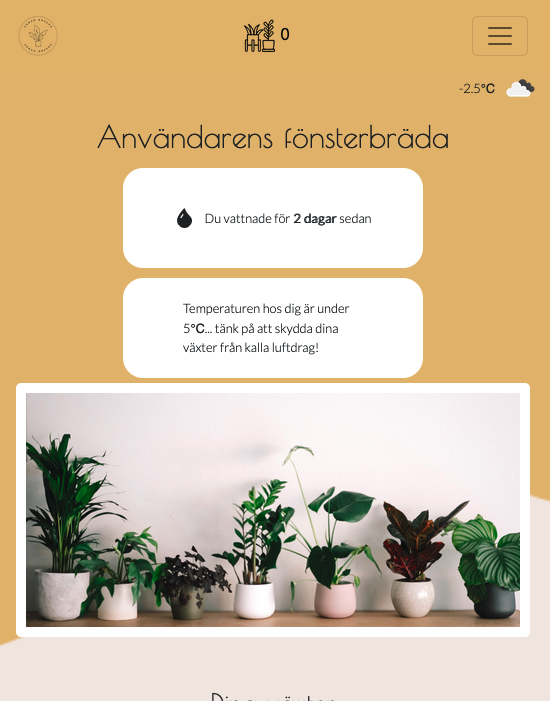 0
-2.5°C
Användarens fönsterbräda
Du vattnade för 2 dagar sedan
Temperaturen hos dig är under
5°C... tänk på att skydda dina
växter från kalla luftdrag!